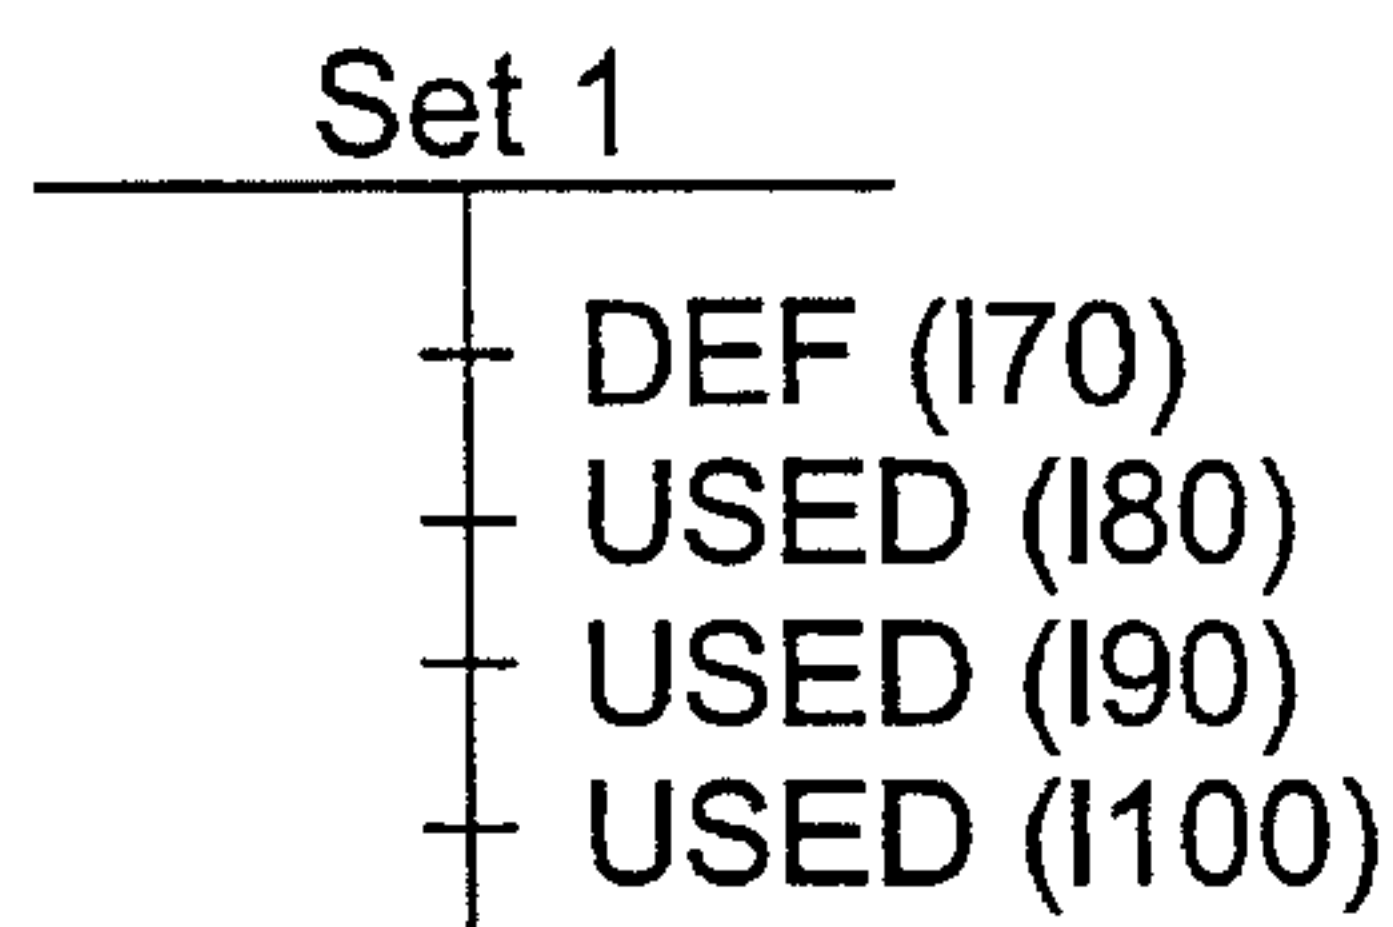 Set 1
DEF (I70)
USED (I80)
USED (I90)
USED (I100)